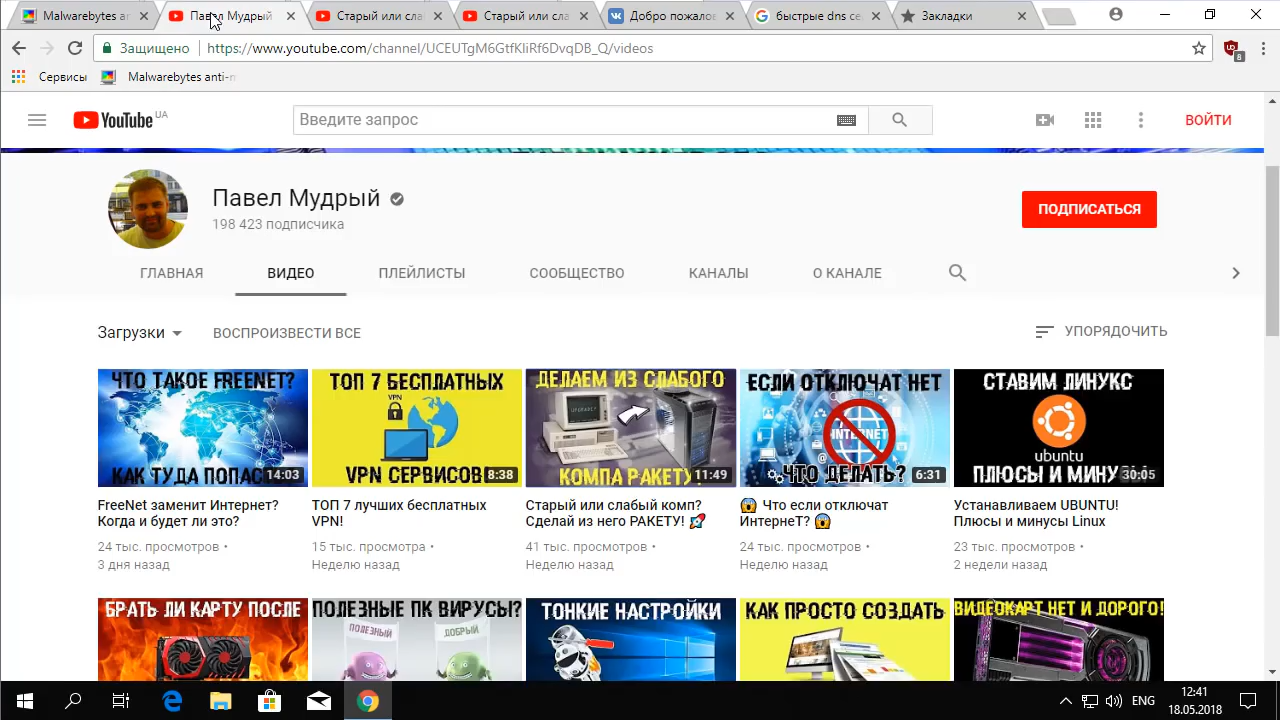 Malwarebytes an
Павел Мудрый
Старый или слаб
Старый или сла
Добро пожалов
быстрые dns се
Закладки
Защищено
https://www.youtube.com/channel/UCEUTgM6GtfKliRf6DvqDB_Q/videos
8
Сервисы
Malwarebytes anti-m
YouTube UA
Введите запрос
ВОЙТИ
Павел Мудрый
198 423 подписчика
ПОДПИСАТЬСЯ
ГЛАВНАЯ
ВИДЕО
ПЛЕЙЛИСТЫ
СООБЩЕСТВО
КАНАЛЫ
О КАНАЛЕ
Загрузки
ВОСПРОИЗВЕСТИ ВСЕ
УПОРЯДОЧИТЬ
ЧТО ТАКОЕ FREENET?
КАК ТУДА ПОПАС
14:03
FreeNet заменит Интернет?
Когда и будет ли это?
24 тыс. просмотров •
3 дня назад
ТОП 7 БЕСПЛАТНЫХ
VPN
VPN СЕРВИСОВ
8:38
ТОП 7 лучших бесплатных
VPN!
15 тыс. просмотра •
Неделю назад
ДЕЛАЕМ ИЗ СЛАБОГО
КОМПА РАКЕТУ
11:49
Старый или слабый комп?
Сделай из него РАКЕТУ! 🚀
41 тыс. просмотров •
Неделю назад
ЕСЛИ ОТКЛЮЧАТ НЕТ
INTERNET
ЧТО ДЕЛАТЬ?
6:31
😱 Что если отключат
ИнтернеТ? 😱
24 тыс. просмотров •
Неделю назад
СТАВИМ ЛИНУКС
ubuntu
ПЛЮСЫ И МИНУ
30:05
Устанавливаем UBUNTU!
Плюсы и минусы Linux
23 тыс. просмотров •
2 недели назад
БРАТЬ ЛИ КАРТУ ПОСЛЕ
ПОЛЕЗНЫЕ ПК ВИРУСЫ?
ПОЛЕЗНЫЙ
ДОБРЫЙ
ТОНКИЕ НАСТРОЙКИ
КАК ПРОСТО СОЗДАТЬ
ВИДЕОКАРТ НЕТ И ДОРОГО!
ENG
12:41
18.05.2018